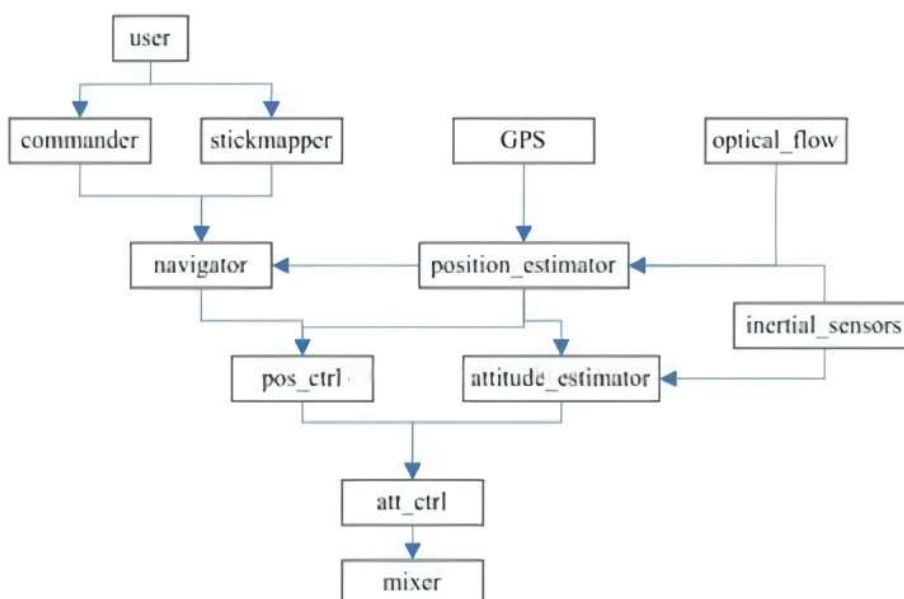 user
commander
stickmapper
GPS
optical_flow
navigator
position_estimator
inertial_sensors
pos_ctrl
attitude_estimator
att_ctrl
mixer